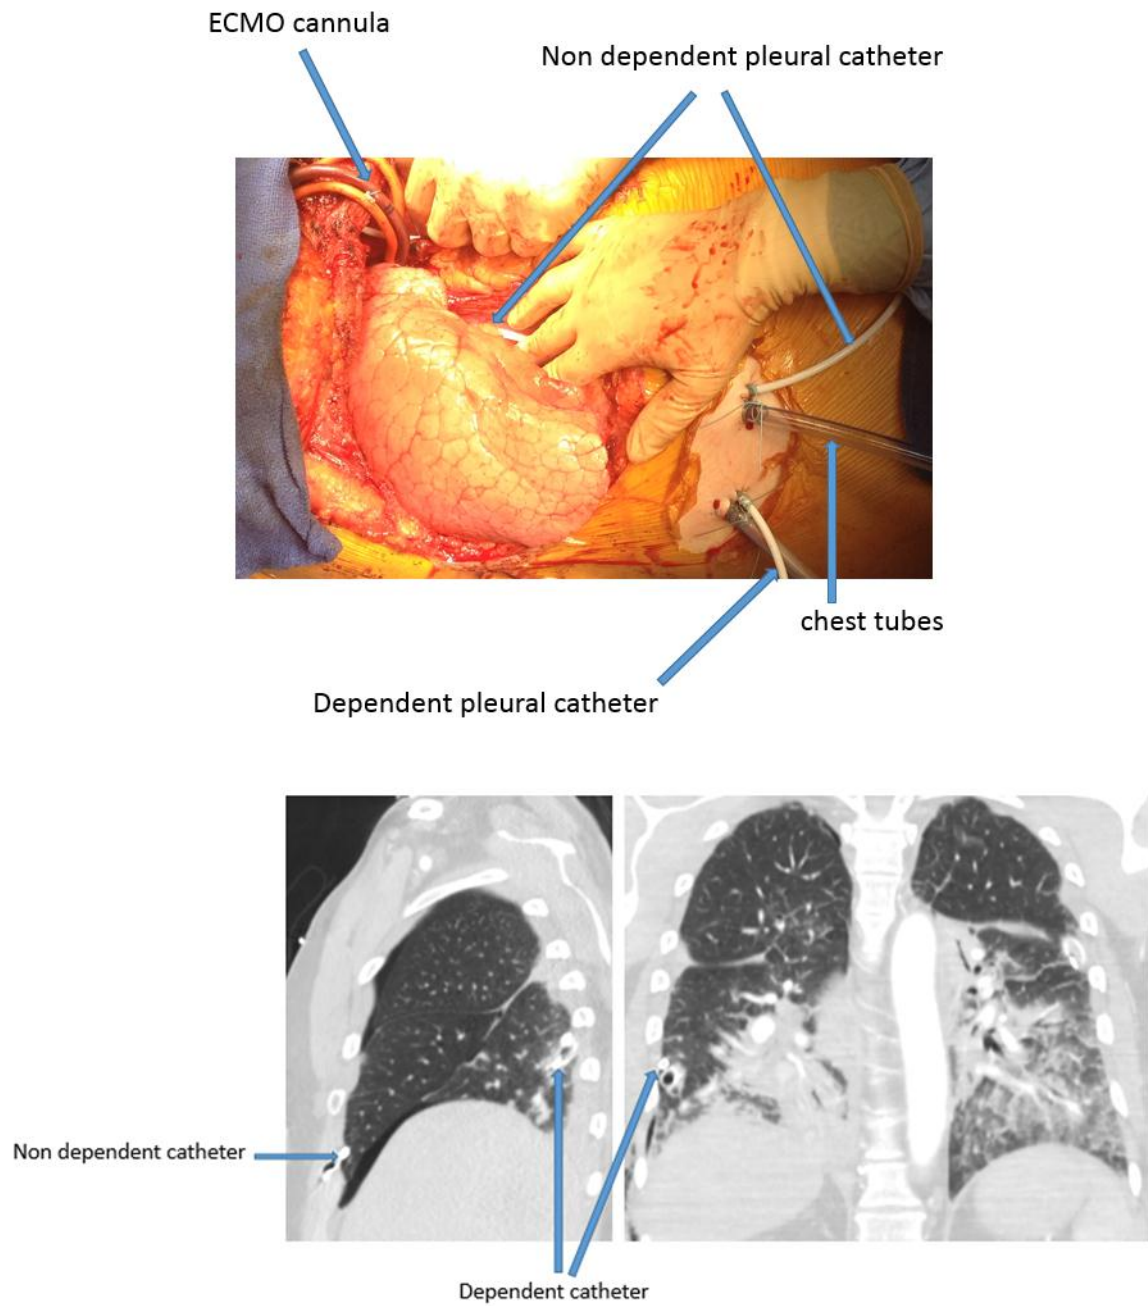 ECMO cannula
Non dependent pleural catheter
chest tubes
Dependent pleural catheter
Non dependent catheter
Dependent catheter